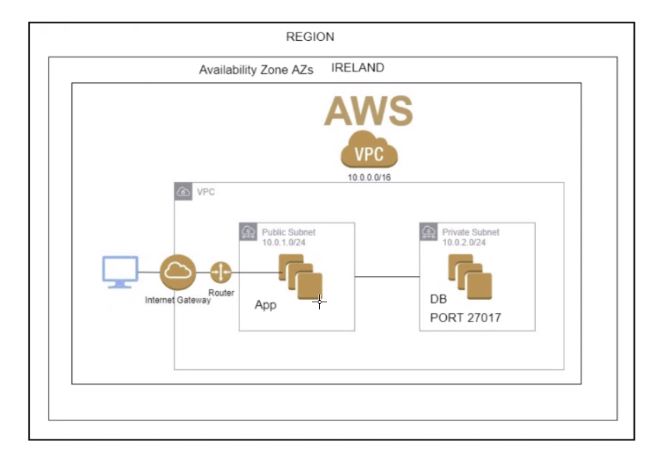 REGION
Availability Zone AZs IRELAND
AWS
VPC
10.0.0.0/16
VPC
Public Subnet
10.0.1.0/24
Private Subnet
10.0.2.0/24
Internet Gateway
Router
App
DB
PORT 27017